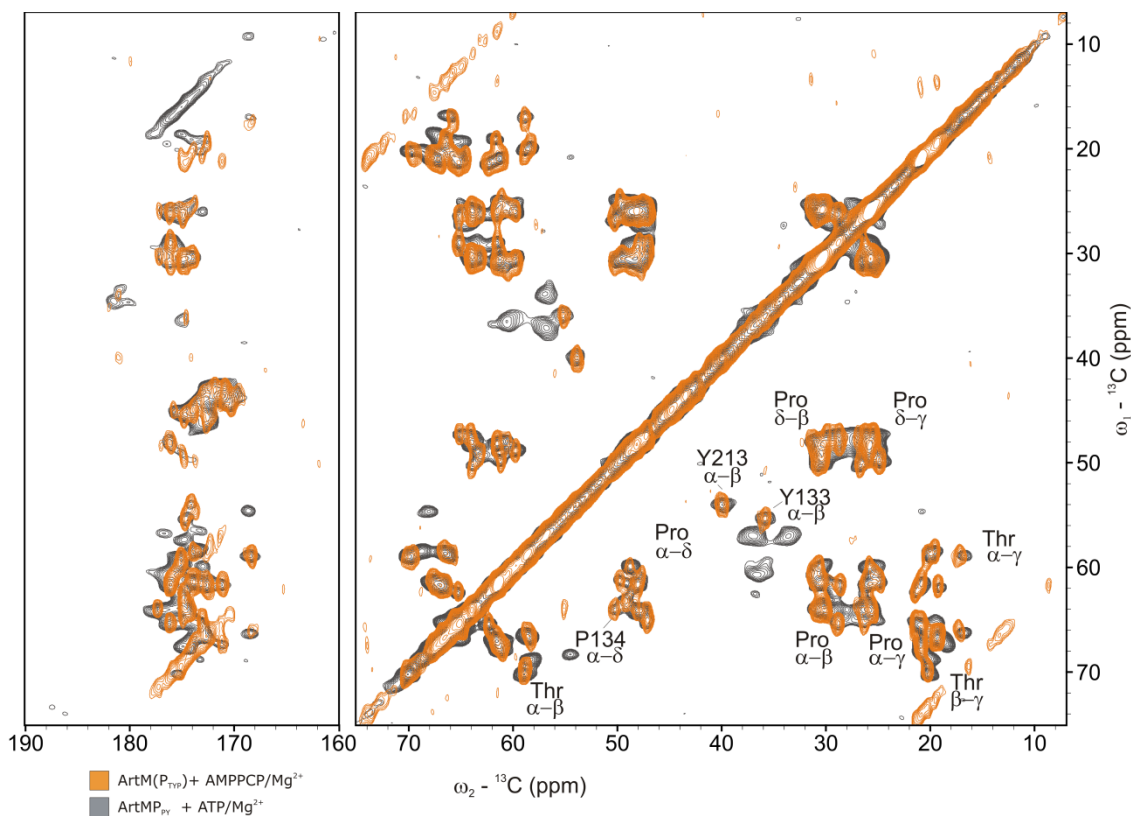 10
20
30
40
50
60
70
ω₁ - ¹³C (ppm)
Pro
δ−β
Pro
δ−γ
Y213
α−β
Y133
α−β
Pro
α−δ
Thr
α−γ
P134
α−δ
Pro
α−β
Pro
α−γ
Thr
α−β
Thr
β−γ
190 180 170 160 70 60 50 40 30 20 10
ω₂ - ¹³C (ppm)
ArtM(P_TYP)+ AMPPCP/Mg²⁺
ArtMP_PY + ATP/Mg²⁺